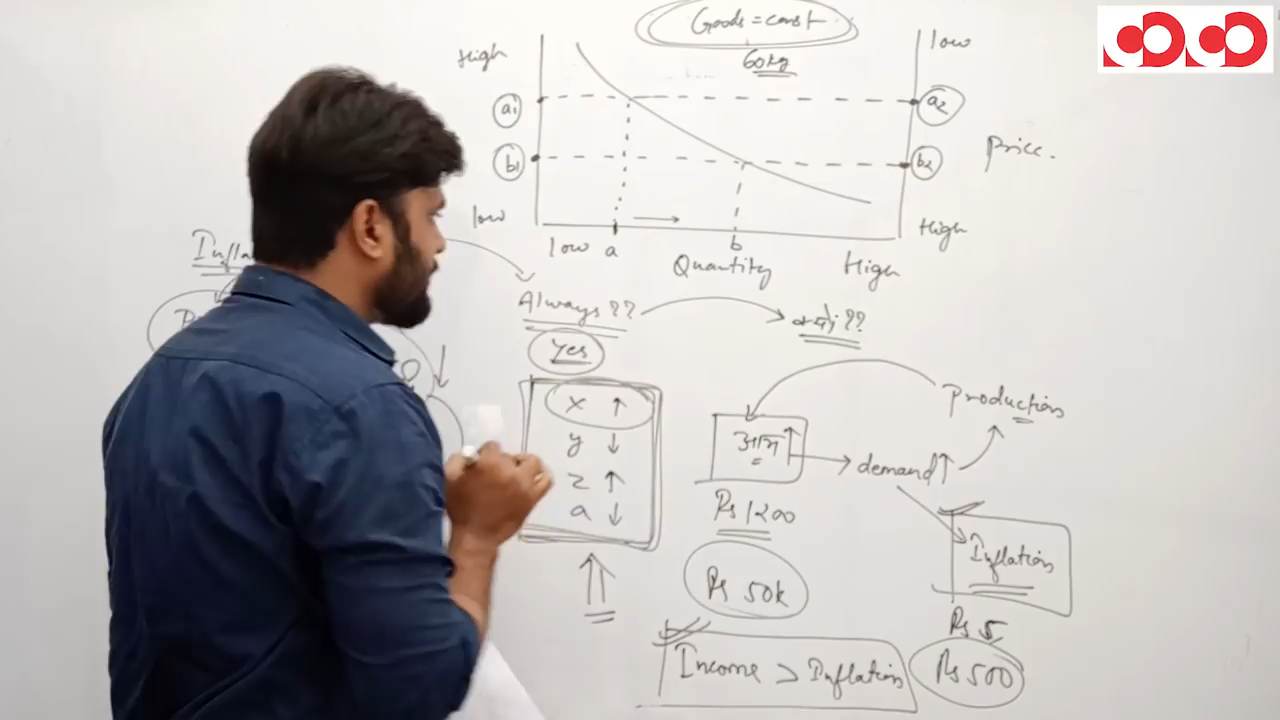 Goods = const
60kg
High
low
a1
a2
b1
b2
Price.
low
High
low a
b
High
Quantity
Always??
क्यों??
Yes
x ↑
y ↓
z ↑
a ↓
Production
आय ↑
demand ↑
Rs 1200
Inflation
Rs 50k
Rs 5
Income > Inflation
Rs 500